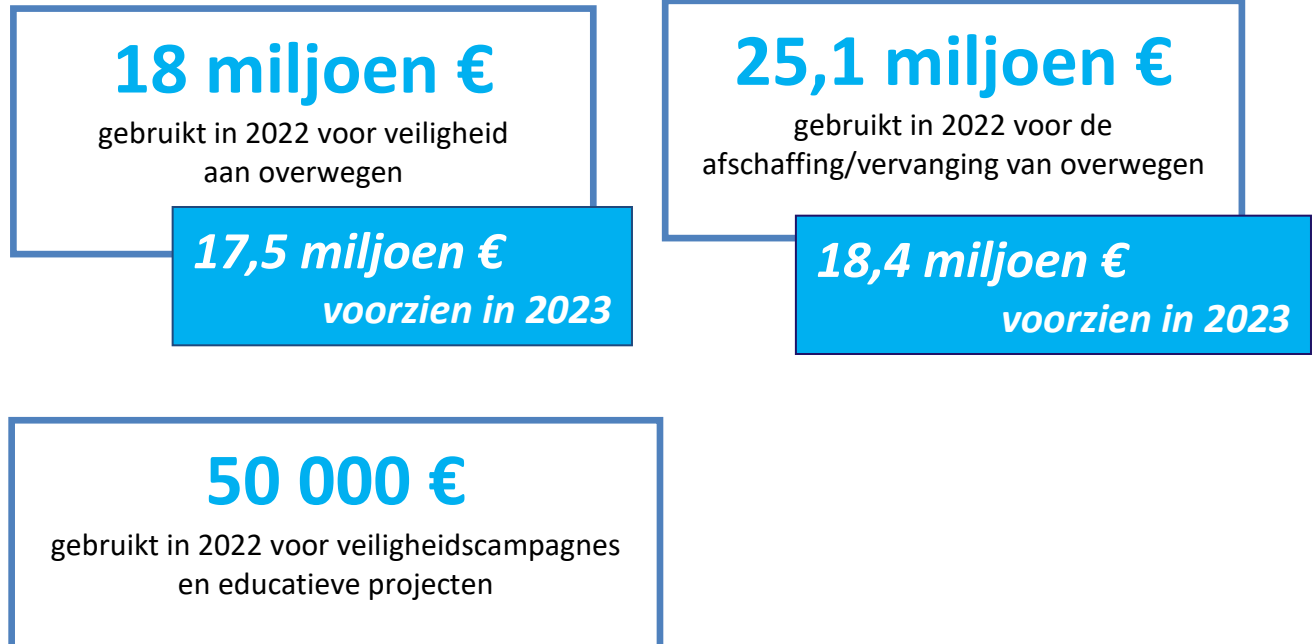 18 miljoen €
gebruikt in 2022 voor veiligheid
aan overwegen
17,5 miljoen €
voorzien in 2023
25,1 miljoen €
gebruikt in 2022 voor de
afschaffing/vervanging van overwegen
18,4 miljoen €
voorzien in 2023
50 000 €
gebruikt in 2022 voor veiligheidscampagnes
en educatieve projecten